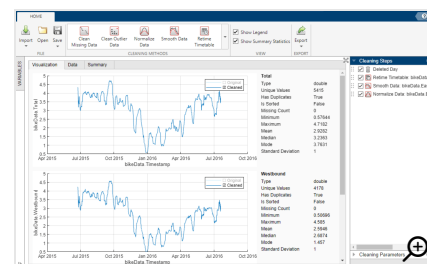 HOME
Import Open Save
Clean Missing Data
Clean Outlier Data
Normalize Data
Smooth Data
Retime Timetable
Show Legend
Show Summary Statistics
Export
FILE CLEANING METHODS VIEW EXPORT
VARIABLES
Visualization Data Summary
Original
Cleaned
bikeData Total
Apr 2015 Jul 2015 Oct 2015 Jan 2016 Apr 2016 Jul 2016 Oct 2016
bikeData Timestamp
Total
Type double
Unique Values 5415
Has Duplicates True
Is Sorted False
Missing Count 0
Minimum 0.57644
Maximum 4.7162
Mean 2.9282
Median 3.2363
Mode 3.7631
Standard Deviation 1
Original
Cleaned
bikeData Westbound
Apr 2015 Jul 2015 Oct 2015 Jan 2016 Apr 2016 Jul 2016 Oct 2016
bikeData Timestamp
Westbound
Type double
Unique Values 4178
Has Duplicates True
Is Sorted False
Missing Count 0
Minimum
Maximum 4.585
Mean
Median
Mode 1.457
Standard Deviation 1
Cleaning Steps
Deleted Day
Retime Timetable: bikeData
Smooth Data: bikeData.Ea
Normalize Data: bikeData.
Cleaning Parameters